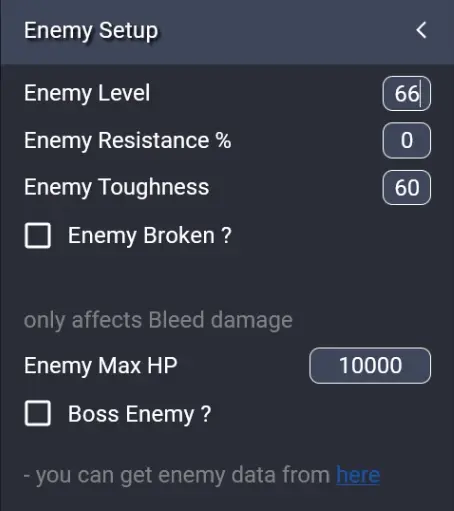 Enemy Setup
Enemy Level 66
Enemy Resistance % 0
Enemy Toughness 60
Enemy Broken ?
only affects Bleed damage
Enemy Max HP 10000
Boss Enemy ?
- you can get enemy data from here